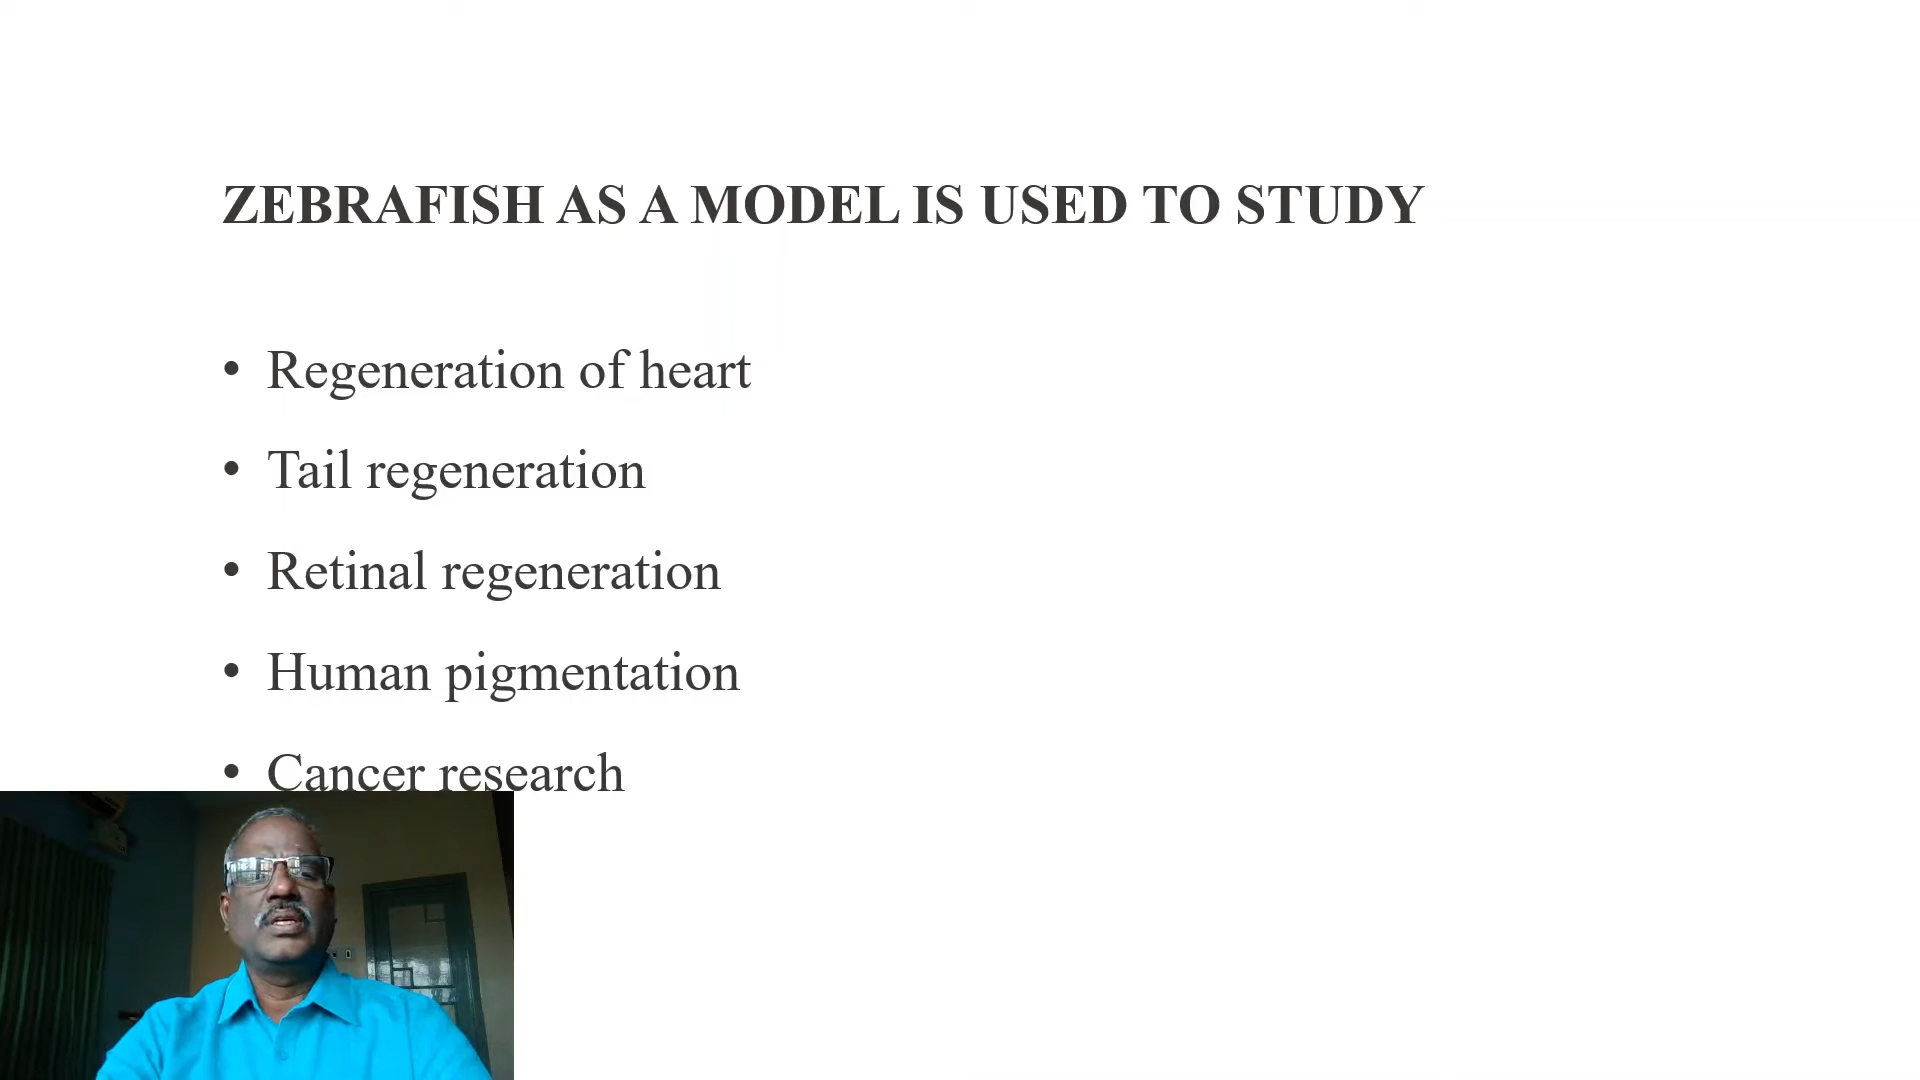 ZEBRAFISH AS A MODEL IS USED TO STUDY
• Regeneration of heart
• Tail regeneration
• Retinal regeneration
• Human pigmentation
• Cancer research